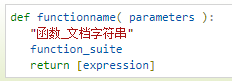 def functionname( parameters ):
   "函数_文档字符串"
   function_suite
   return [expression]